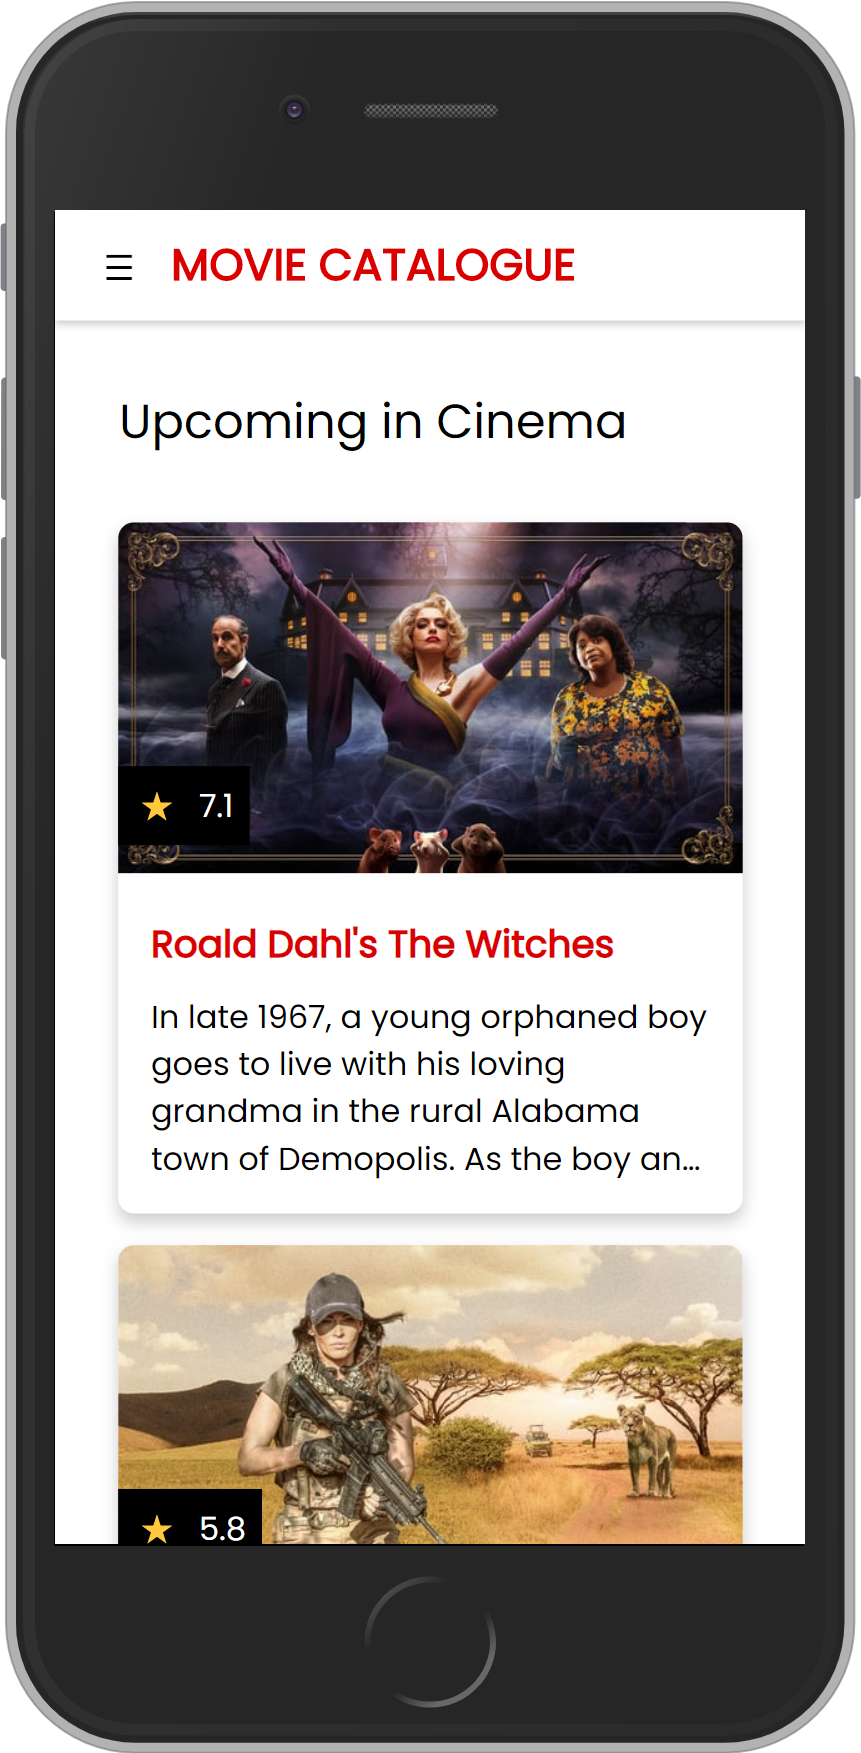 MOVIE CATALOGUE
Upcoming in Cinema
7.1
Roald Dahl's The Witches
In late 1967, a young orphaned boy
goes to live with his loving
grandma in the rural Alabama
town of Demopolis. As the boy an...
5.8